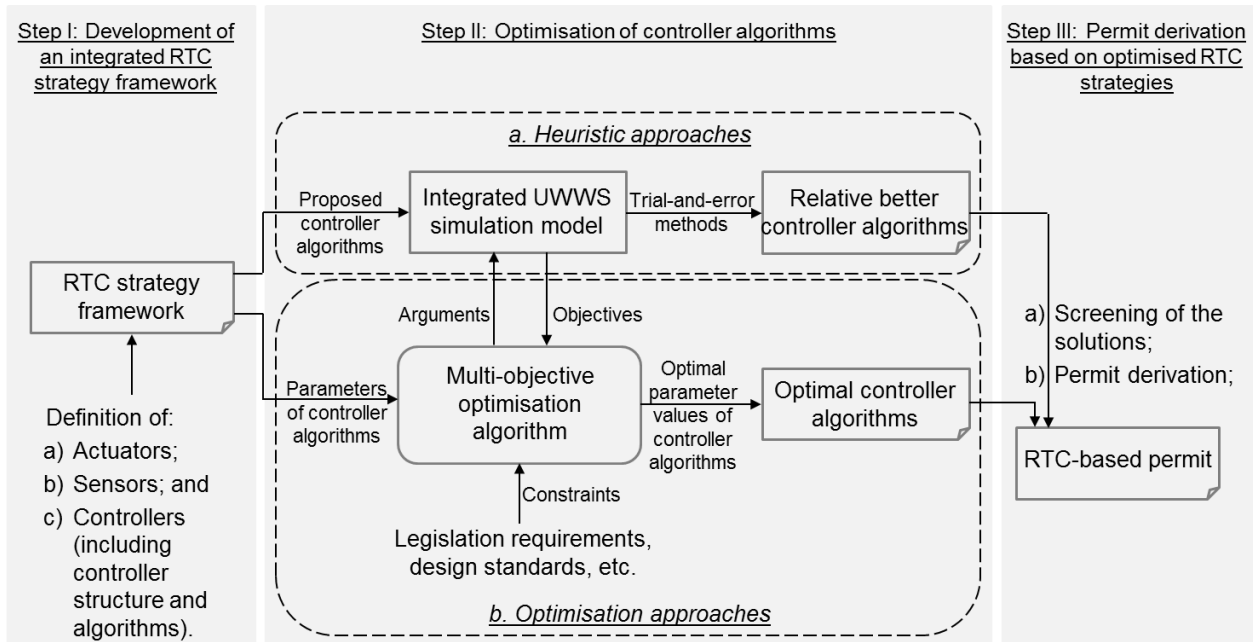 Step I: Development of
an integrated RTC
strategy framework
RTC strategy
framework
Definition of:
a) Actuators;
b) Sensors; and
c) Controllers
(including
controller
structure and
algorithms).
Step II: Optimisation of controller algorithms
a. Heuristic approaches
Proposed
controller
algorithms
Integrated UWWS
simulation model
Trial-and-error
methods
Relative better
controller algorithms
Arguments
Objectives
Parameters
of controller
algorithms
Multi-objective
optimisation
algorithm
Optimal
parameter
values of
controller
algorithms
Optimal controller
algorithms
Constraints
Legislation requirements,
design standards, etc.
b. Optimisation approaches
Step III: Permit derivation
based on optimised RTC
strategies
a) Screening of the
solutions;
b) Permit derivation;
RTC-based permit